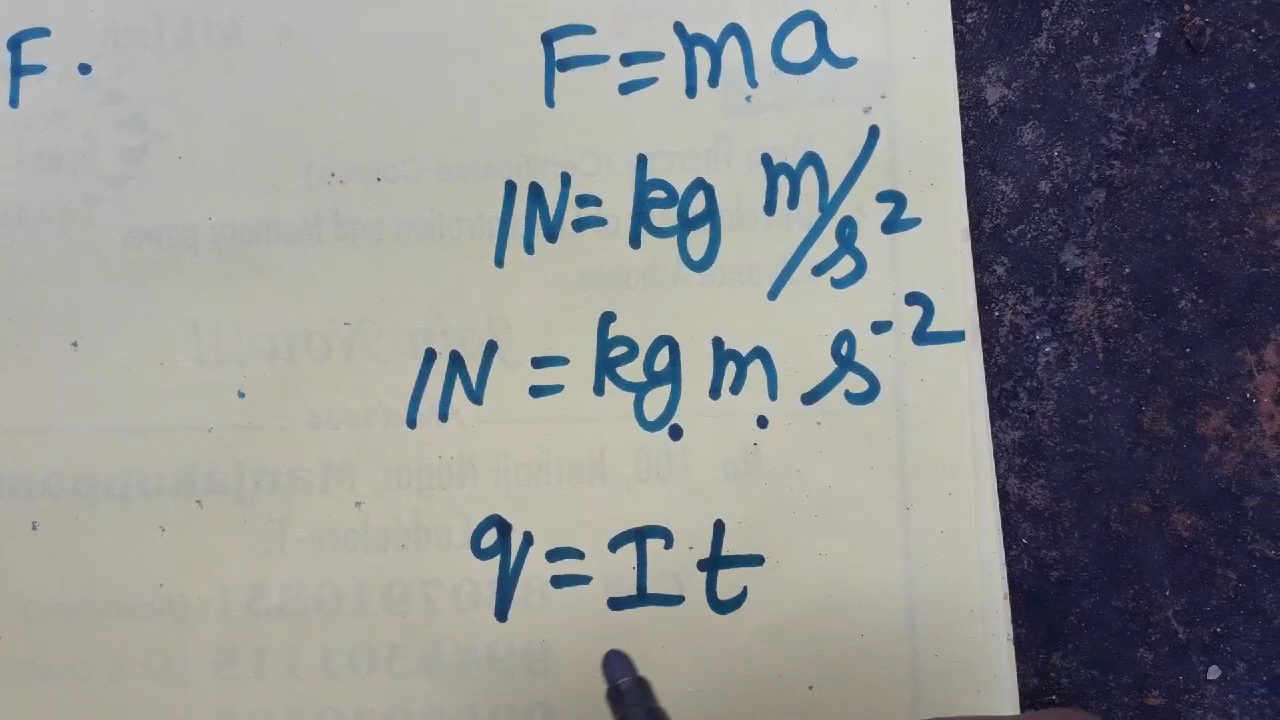 F. F = ma
1N = kg m/s²
1N = kg m s⁻²
q = It